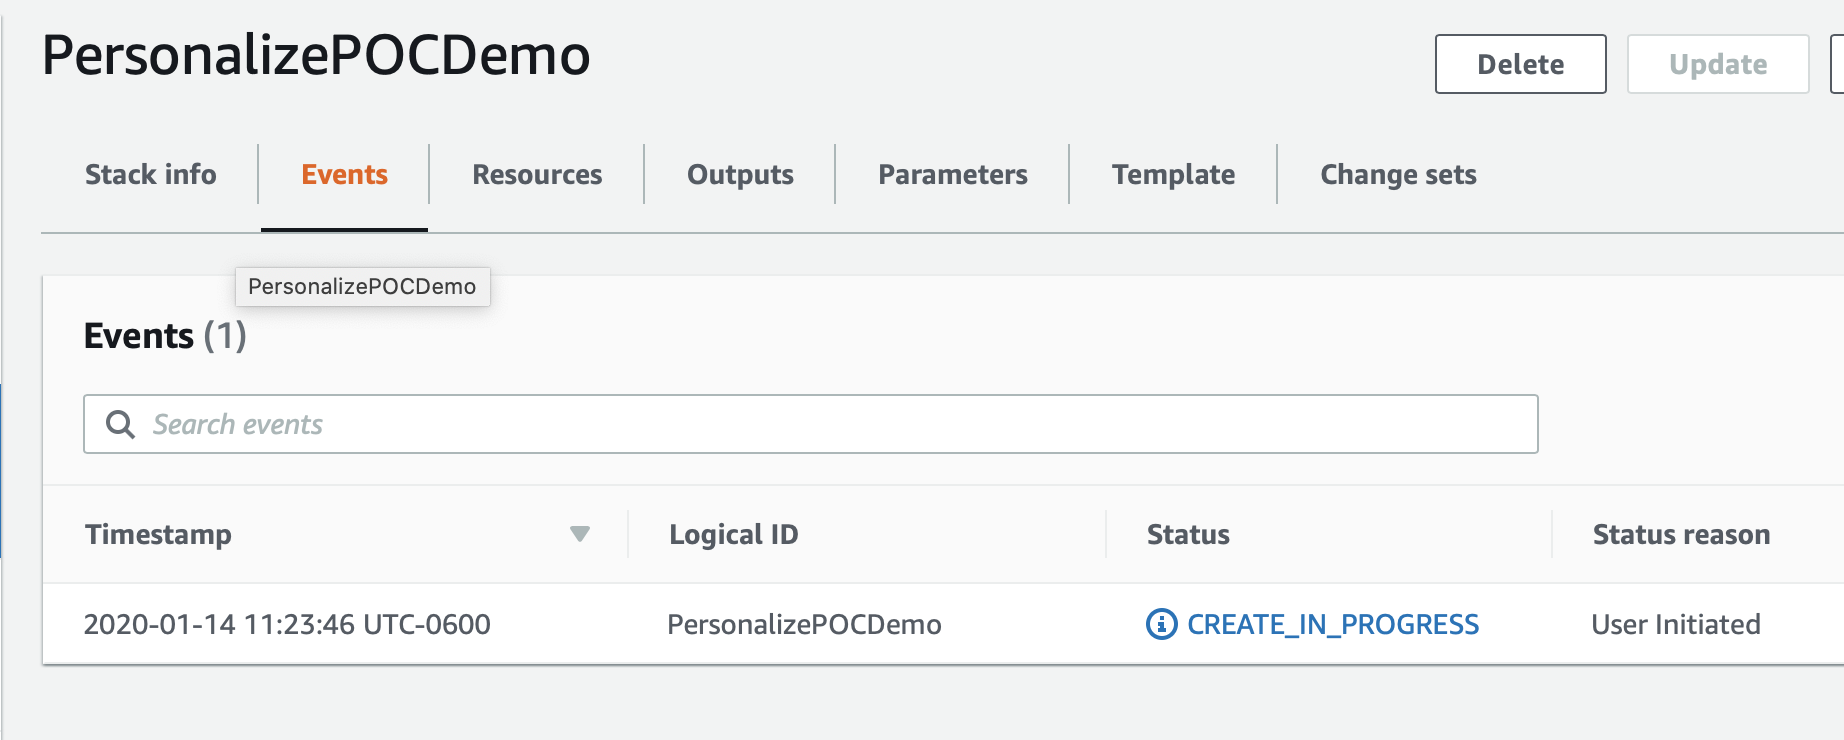 PersonalizePOCDemo
Delete
Update
Stack info
Events
Resources
Outputs
Parameters
Template
Change sets
PersonalizePOCDemo
Events (1)
Search events
Timestamp
Logical ID
Status
Status reason
2020-01-14 11:23:46 UTC-0600
PersonalizePOCDemo
CREATE_IN_PROGRESS
User Initiated